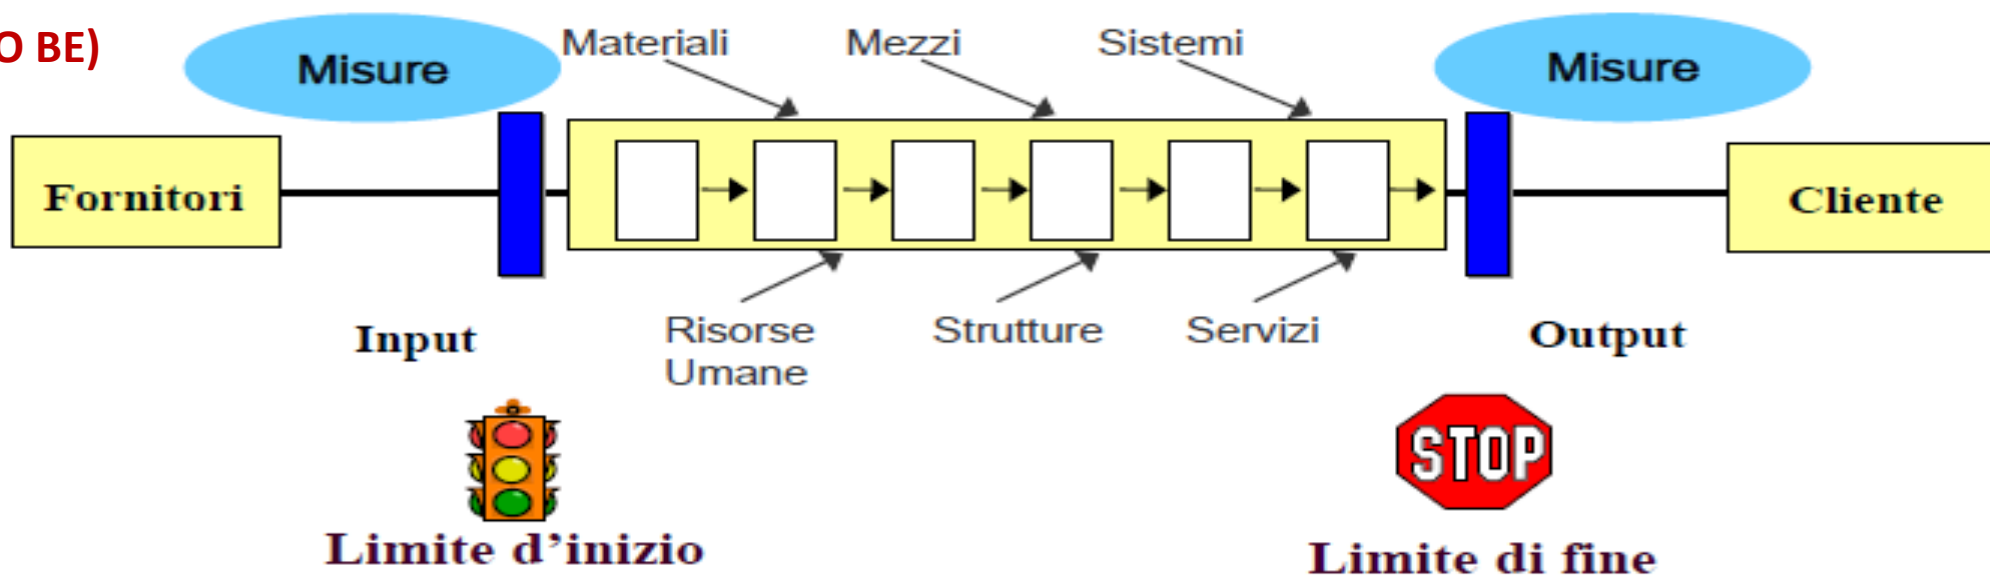 O BE)
Misure
Materiali
Mezzi
Sistemi
Misure
Fornitori
Cliente
Input
Risorse
Umane
Strutture
Servizi
Output
STOP
Limite d’inizio
Limite di fine